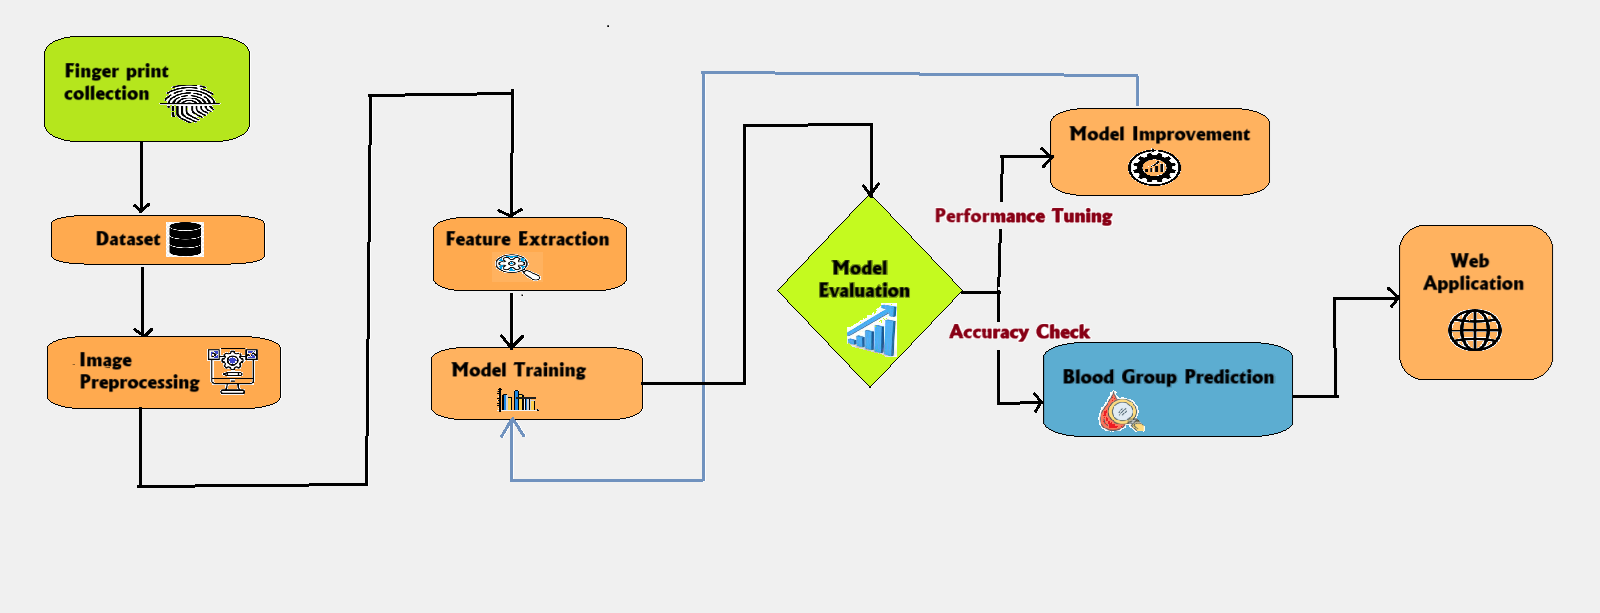 Finger print
collection
Dataset
Image
Preprocessing
Feature Extraction
Model Training
Model
Evaluation
Performance Tuning
Accuracy Check
Model Improvement
Blood Group Prediction
Web
Application